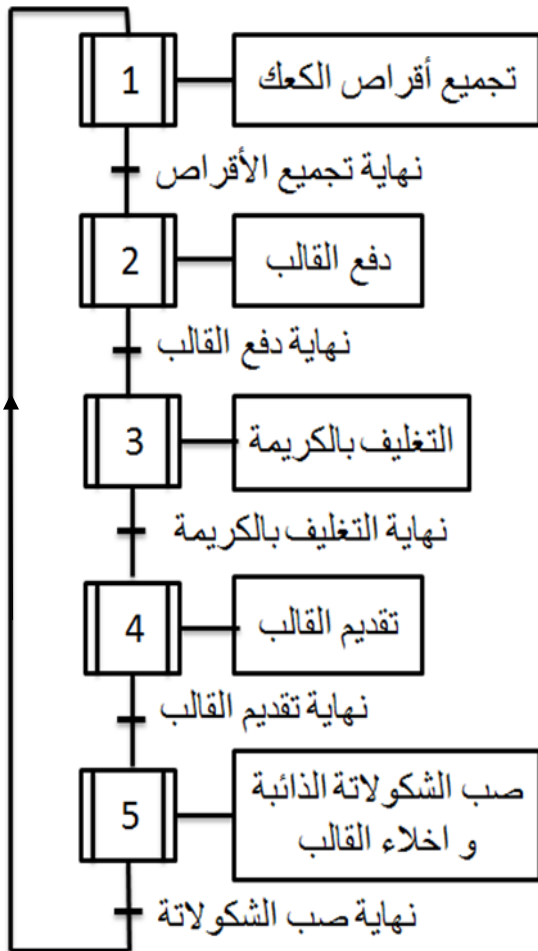 1
تجميع أقراص الكعك
نهاية تجميع الأقراص
2
دفع القالب
نهاية دفع القالب
3
التغليف بالكريمة
نهاية التغليف بالكريمة
4
تقديم القالب
نهاية تقديم القالب
5
صب الشكولاتة الذائبة
و اخلاء القالب
نهاية صب الشكولاتة